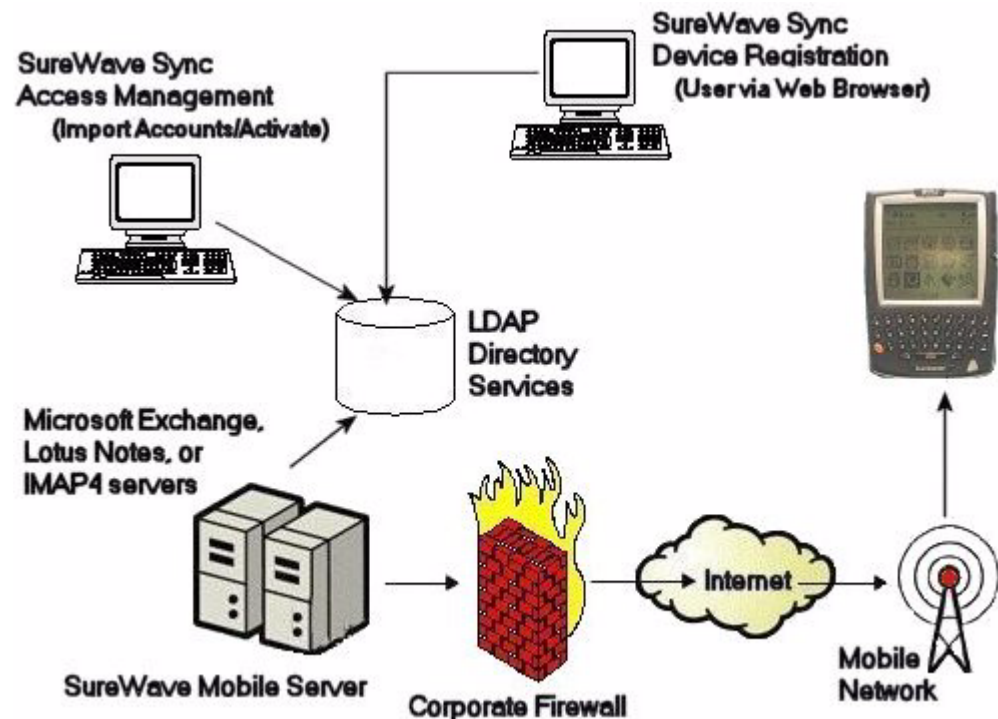 SureWave Sync
Access Management
(Import Accounts/Activate)
SureWave Sync
Device Registration
(User via Web Browser)
LDAP
Directory
Services
Microsoft Exchange,
Lotus Notes, or
IMAP4 servers
SureWave Mobile Server
Corporate Firewall
Internet
Mobile
Network